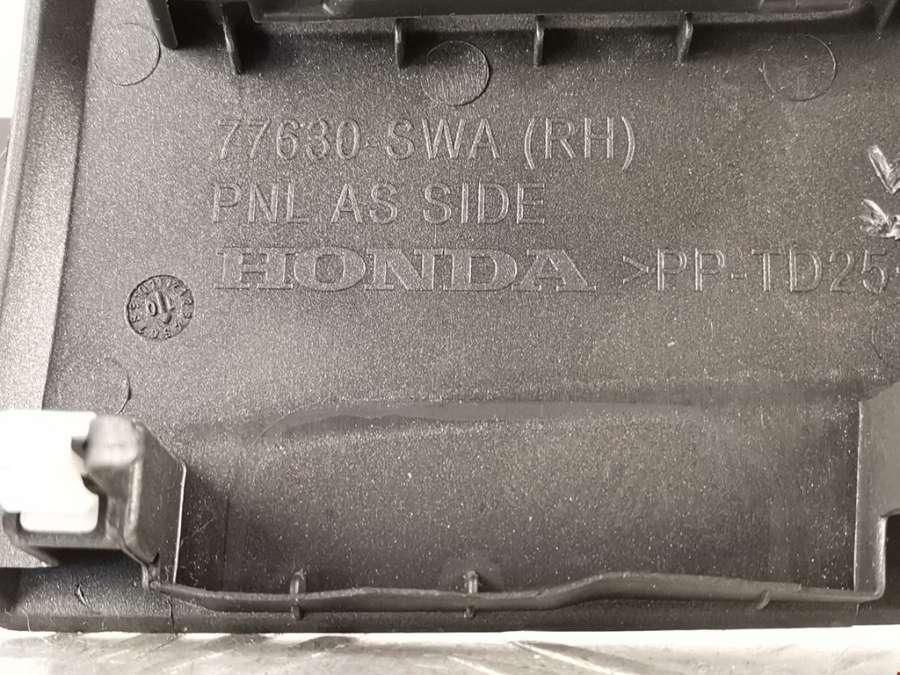 77630-SWA (RH)
PNL AS SIDE
HONDA >PP-TD25